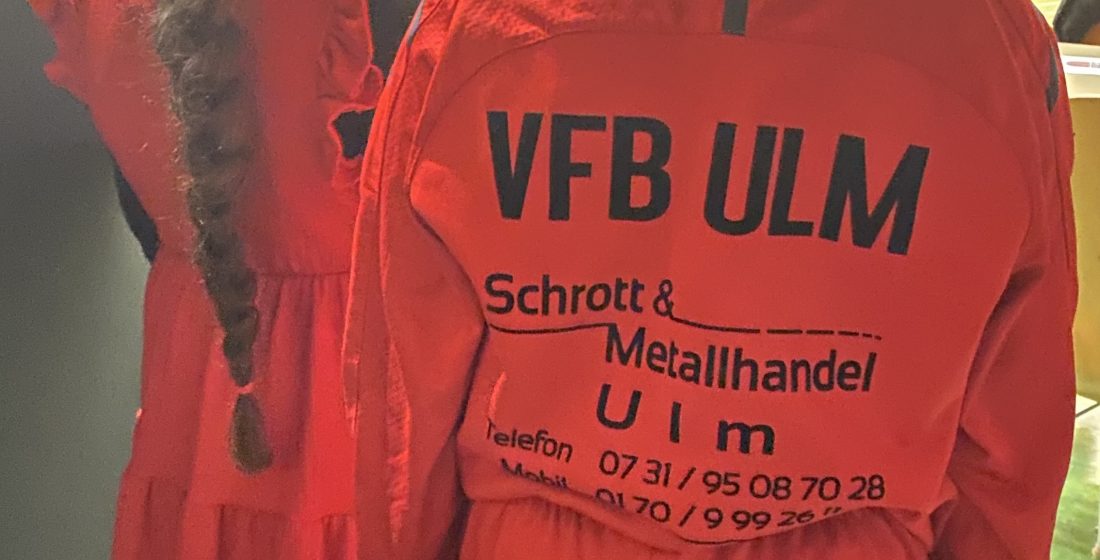 VFB ULM
Schrott &
Metallhandel
Ulm
Telefon 07 31 / 95 08 70 28
Mobil 01 70 / 9 99 26